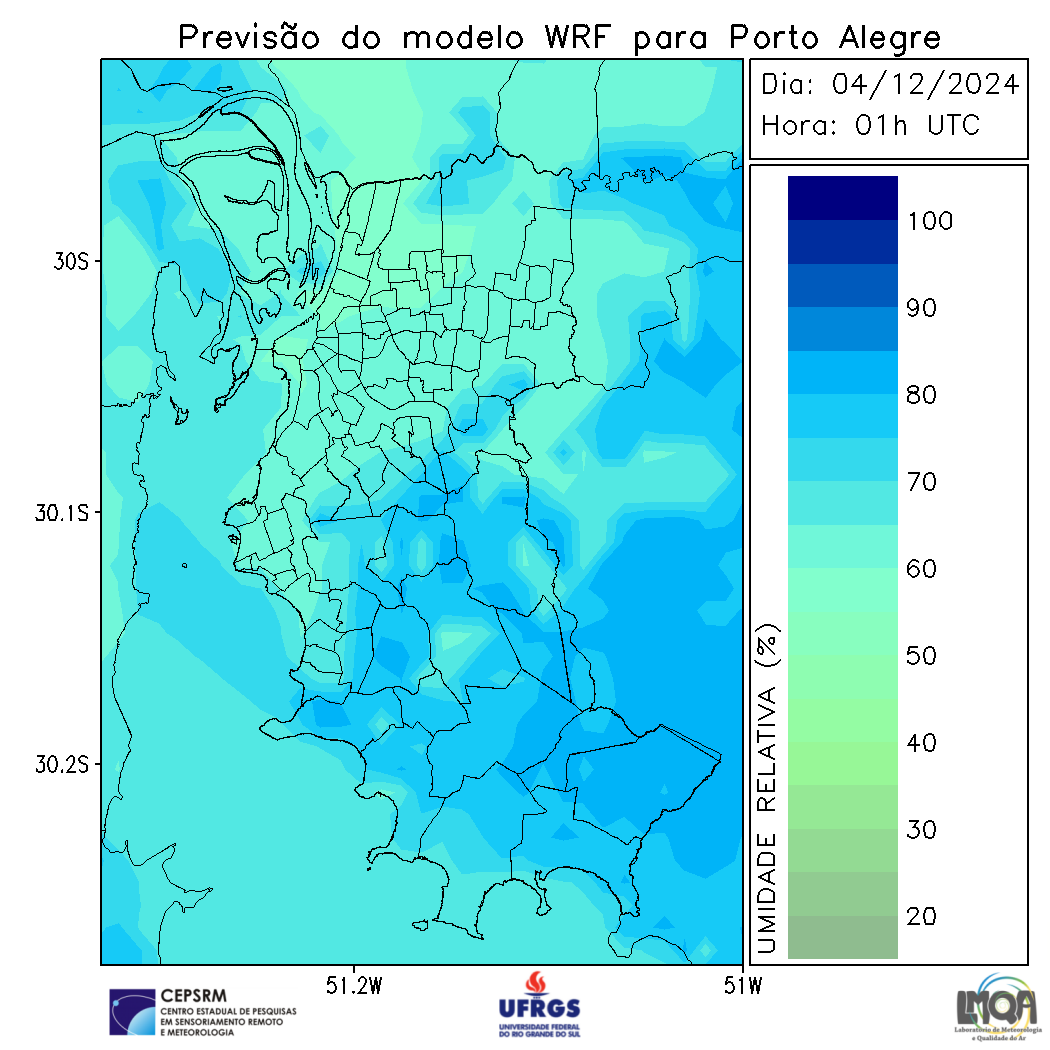 Previsão do modelo WRF para Porto Alegre
Dia: 04/12/2024
Hora: 01h UTC
100
90
80
70
60
50
40
30
20
UMIDADE RELATIVA (%)
30S
30.1S
30.2S
51.2W
51W
CEPSRM
CENTRO ESTADUAL DE PESQUISAS
EM SENSORIAMENTO REMOTO
E METEOROLOGIA
UFRGS
UNIVERSIDADE FEDERAL
DO RIO GRANDE DO SUL
LMQA
Laboratório de Meteorologia
e Qualidade do Ar